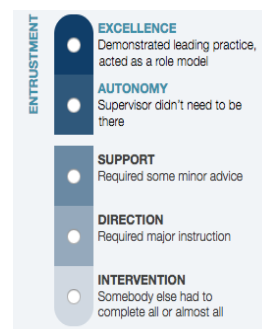 ENTRUSTMENT
EXCELLENCE
Demonstrated leading practice,
acted as a role model
AUTONOMY
Supervisor didn't need to be
there
SUPPORT
Required some minor advice
DIRECTION
Required major instruction
INTERVENTION
Somebody else had to
complete all or almost all